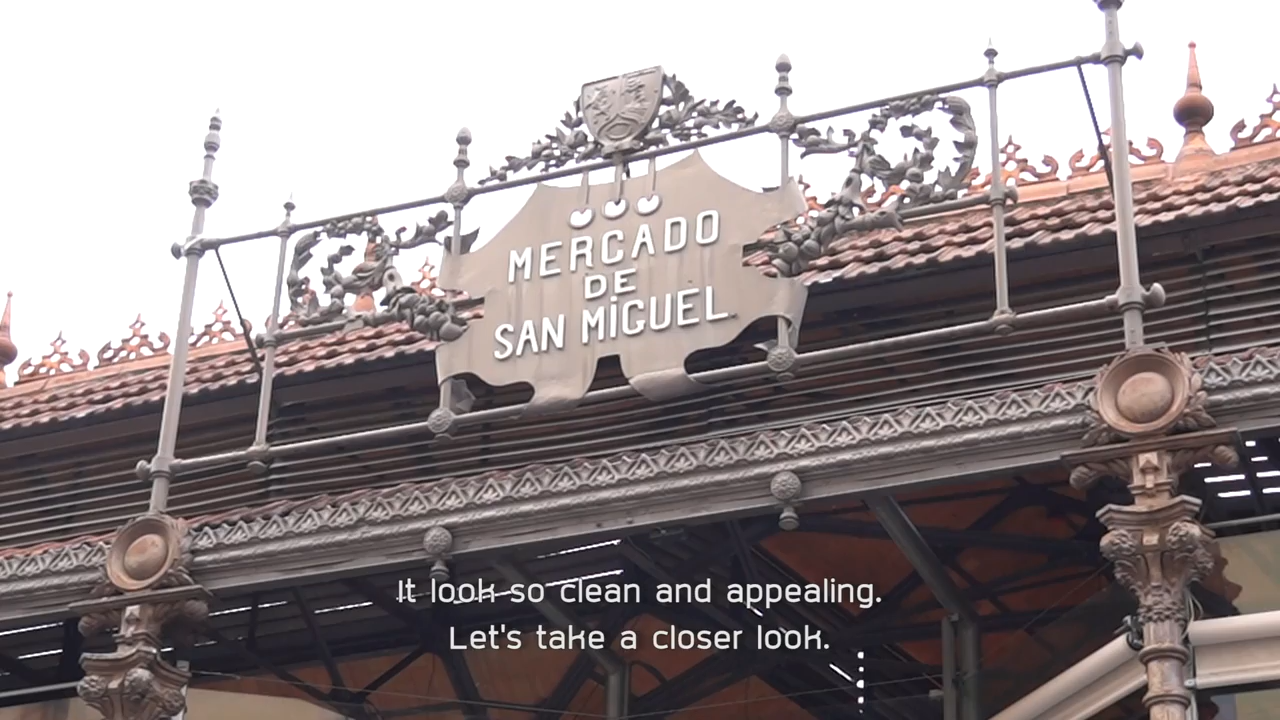 MERCADO
DE
SAN MiGUEL
It look so clean and appealing.
Let's take a closer look.